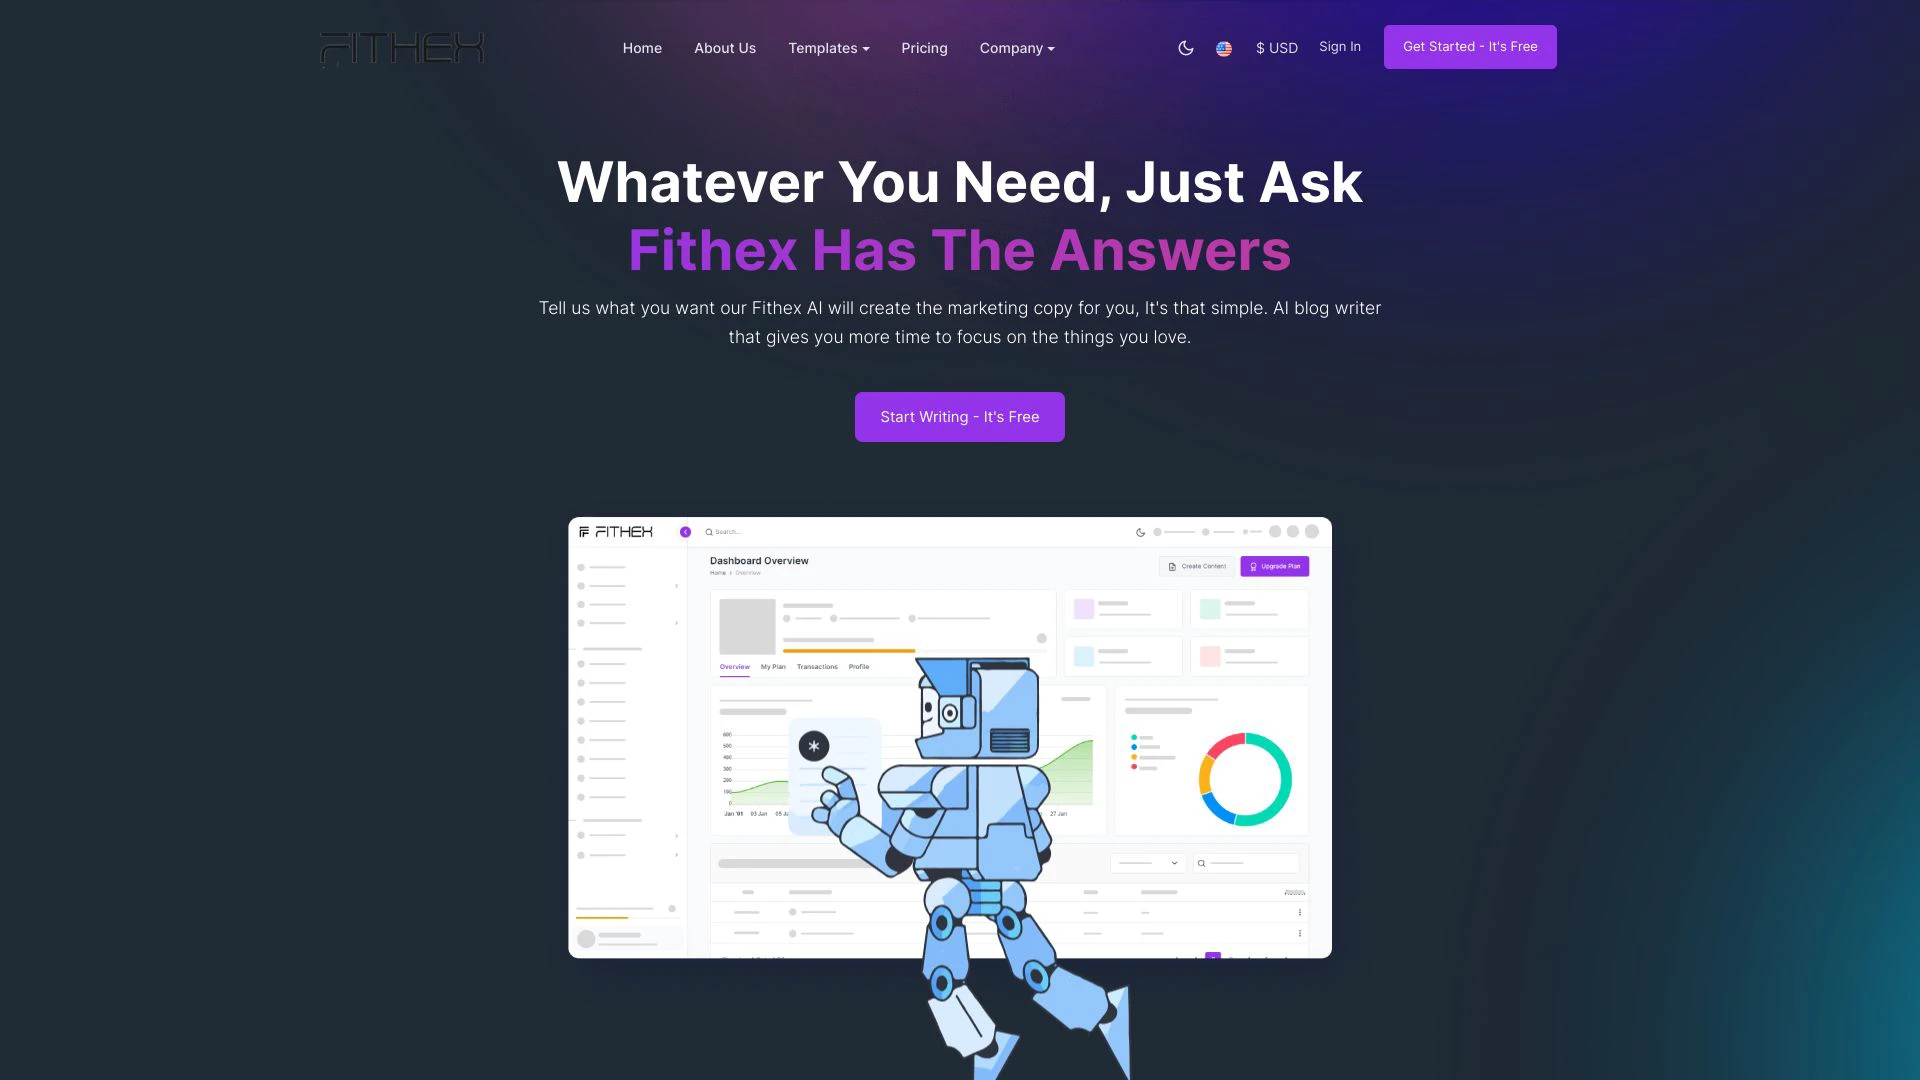 FITHEX
Home
About Us
Templates
Pricing
Company
$ USD
Sign In
Get Started - It's Free
Whatever You Need, Just Ask
Fithex Has The Answers
Tell us what you want our Fithex AI will create the marketing copy for you, It's that simple. AI blog writer
that gives you more time to focus on the things you love.
Start Writing - It's Free
FITHEX
Search...
Dashboard Overview
Home > Overview
Create Content
Upgrade Plan
Overview
My Plan
Transactions
Profile
600
500
400
300
200
100
0
Jan '01
03 Jan
27 Jan